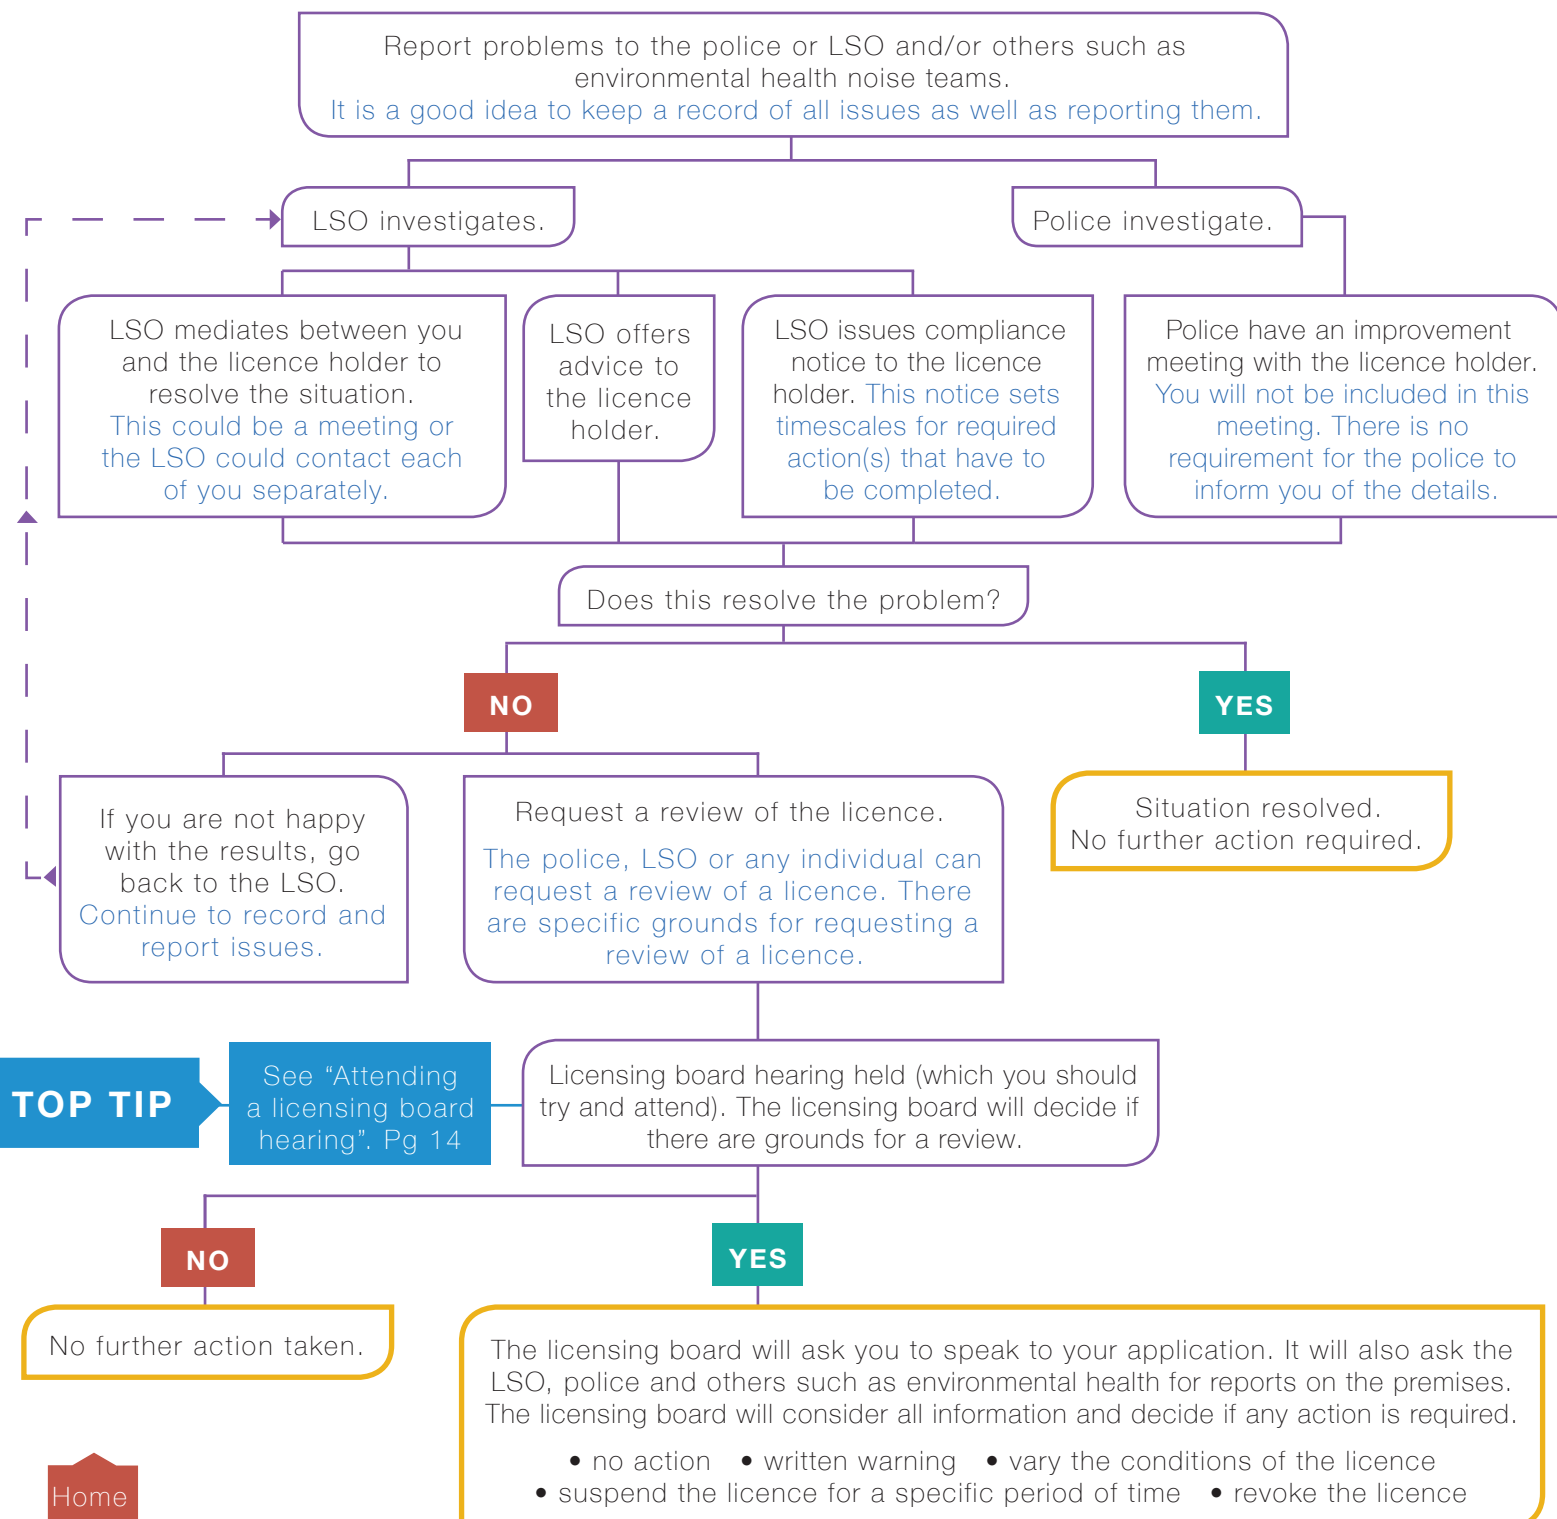 Report problems to the police or LSO and/or others such as
environmental health noise teams.
It is a good idea to keep a record of all issues as well as reporting them.
LSO investigates.
Police investigate.
LSO mediates between you
and the licence holder to
resolve the situation.
This could be a meeting or
the LSO could contact each
of you separately.
LSO offers
advice to
the licence
holder.
LSO issues compliance
notice to the licence
holder. This notice sets
timescales for required
action(s) that have to
be completed.
Police have an improvement
meeting with the licence holder.
You will not be included in this
meeting. There is no
requirement for the police to
inform you of the details.
Does this resolve the problem?
NO
YES
If you are not happy
with the results, go
back to the LSO.
Continue to record and
report issues.
Request a review of the licence.
The police, LSO or any individual can
request a review of a licence. There
are specific grounds for requesting a
review of a licence.
Situation resolved.
No further action required.
TOP TIP
See “Attending
a licensing board
hearing”. Pg 14
Licensing board hearing held (which you should
try and attend). The licensing board will decide if
there are grounds for a review.
NO
YES
No further action taken.
The licensing board will ask you to speak to your application. It will also ask the
LSO, police and others such as environmental health for reports on the premises.
The licensing board will consider all information and decide if any action is required.
• no action • written warning • vary the conditions of the licence
• suspend the licence for a specific period of time • revoke the licence
Home